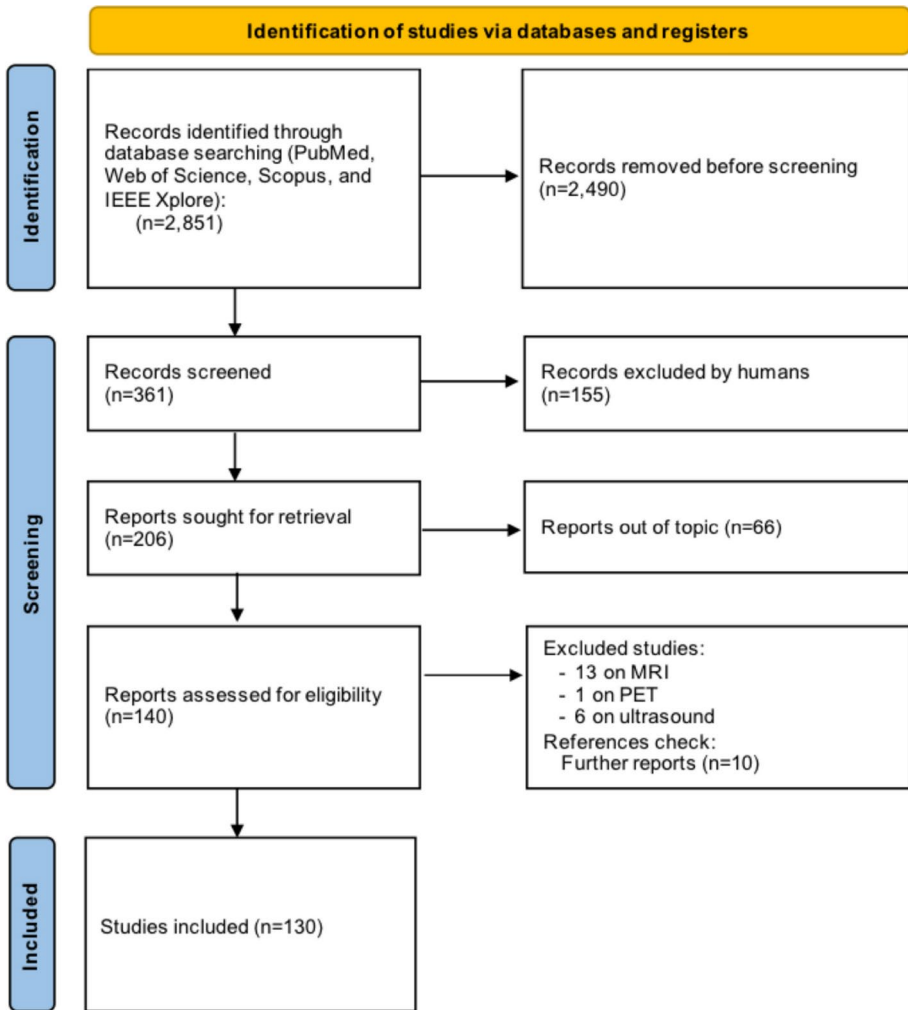 Identification of studies via databases and registers
Identification
Records identified through
database searching (PubMed,
Web of Science, Scopus, and
IEEE Xplore):
(n=2,851)
Records removed before screening
(n=2,490)
Screening
Records screened
(n=361)
Records excluded by humans
(n=155)
Reports sought for retrieval
(n=206)
Reports out of topic (n=66)
Reports assessed for eligibility
(n=140)
Excluded studies:
- 13 on MRI
- 1 on PET
- 6 on ultrasound
References check:
Further reports (n=10)
Included
Studies included (n=130)